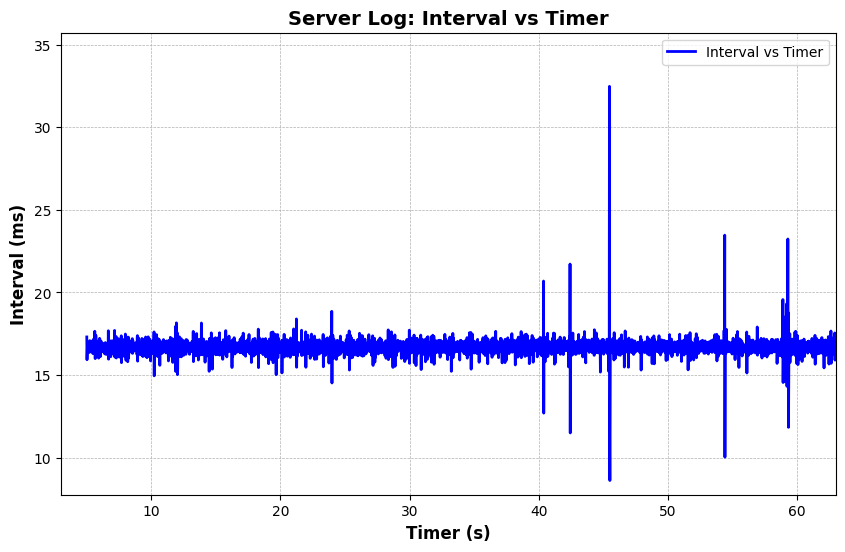 Server Log: Interval vs Timer
Interval vs Timer
35
30
25
20
15
10
Interval (ms)
10 20 30 40 50 60
Timer (s)